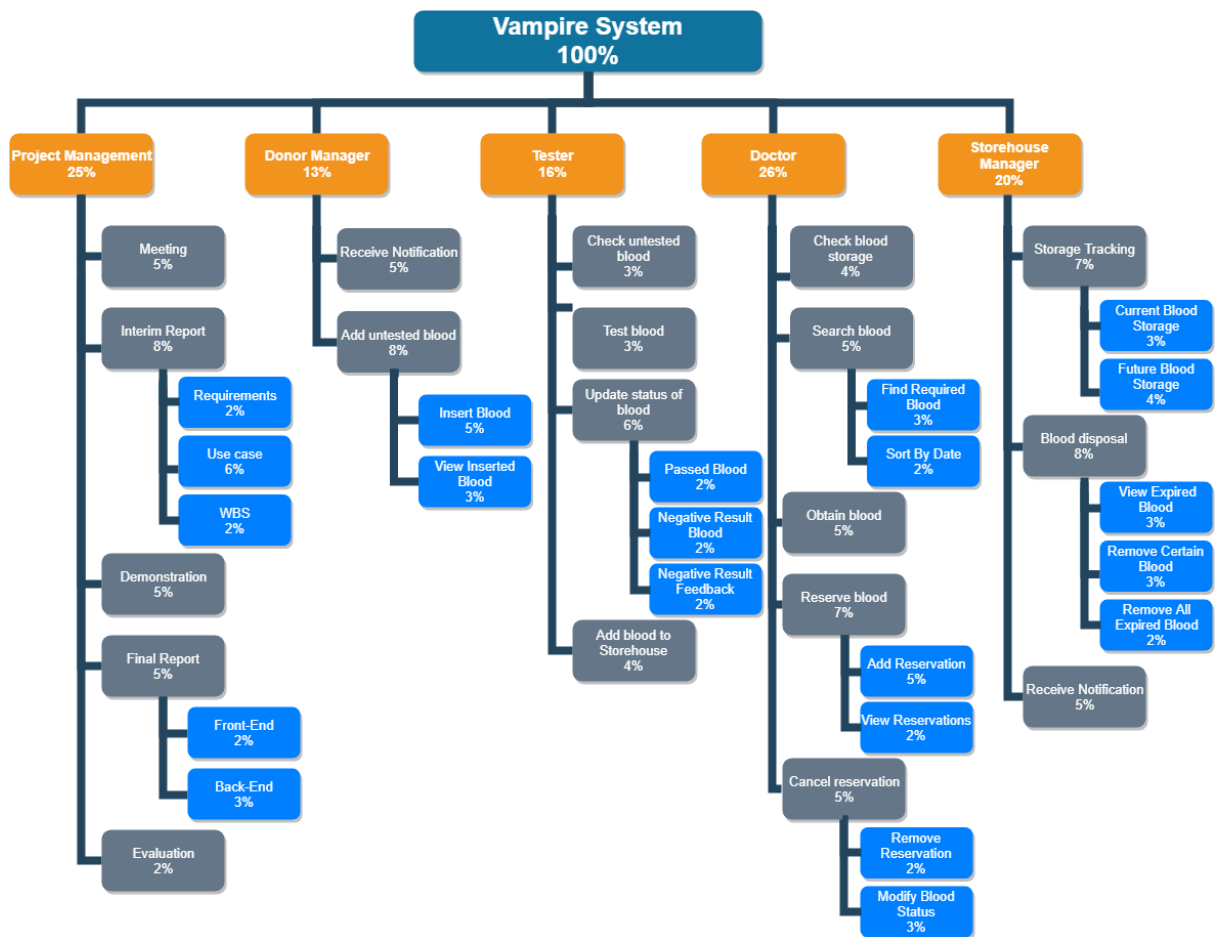 Vampire System
100%
Project Management
25%
Meeting
5%
Interim Report
8%
Requirements
2%
Use case
6%
WBS
2%
Demonstration
5%
Final Report
5%
Front-End
2%
Back-End
3%
Evaluation
2%
Donor Manager
13%
Receive Notification
5%
Add untested blood
8%
Insert Blood
5%
View Inserted
Blood
3%
Tester
16%
Check untested
blood
3%
Test blood
3%
Update status of
blood
6%
Passed Blood
2%
Negative Result
Blood
2%
Negative Result
Feedback
2%
Add blood to
Storehouse
4%
Doctor
26%
Check blood
storage
4%
Search blood
5%
Find Required
Blood
3%
Sort By Date
2%
Obtain blood
5%
Reserve blood
7%
Add Reservation
5%
View Reservations
2%
Cancel reservation
5%
Remove
Reservation
2%
Modify Blood
Status
3%
Storehouse
Manager
20%
Storage Tracking
7%
Current Blood
Storage
3%
Future Blood
Storage
4%
Blood disposal
8%
View Expired
Blood
3%
Remove Certain
Blood
3%
Remove All
Expired Blood
2%
Receive Notification
5%